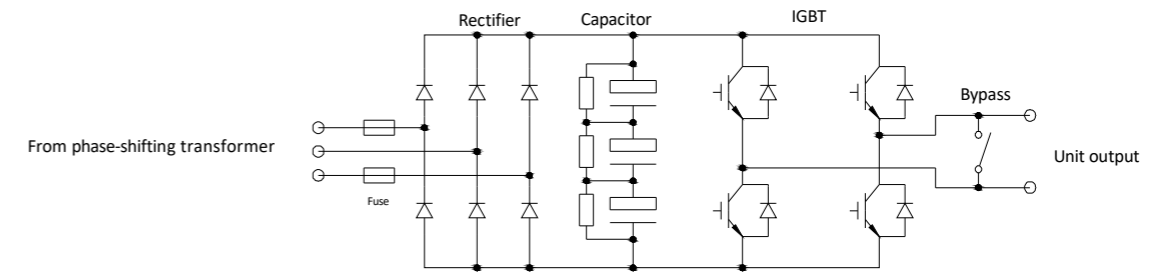 Rectifier
Capacitor
IGBT
Bypass
From phase-shifting transformer
Unit output
Fuse